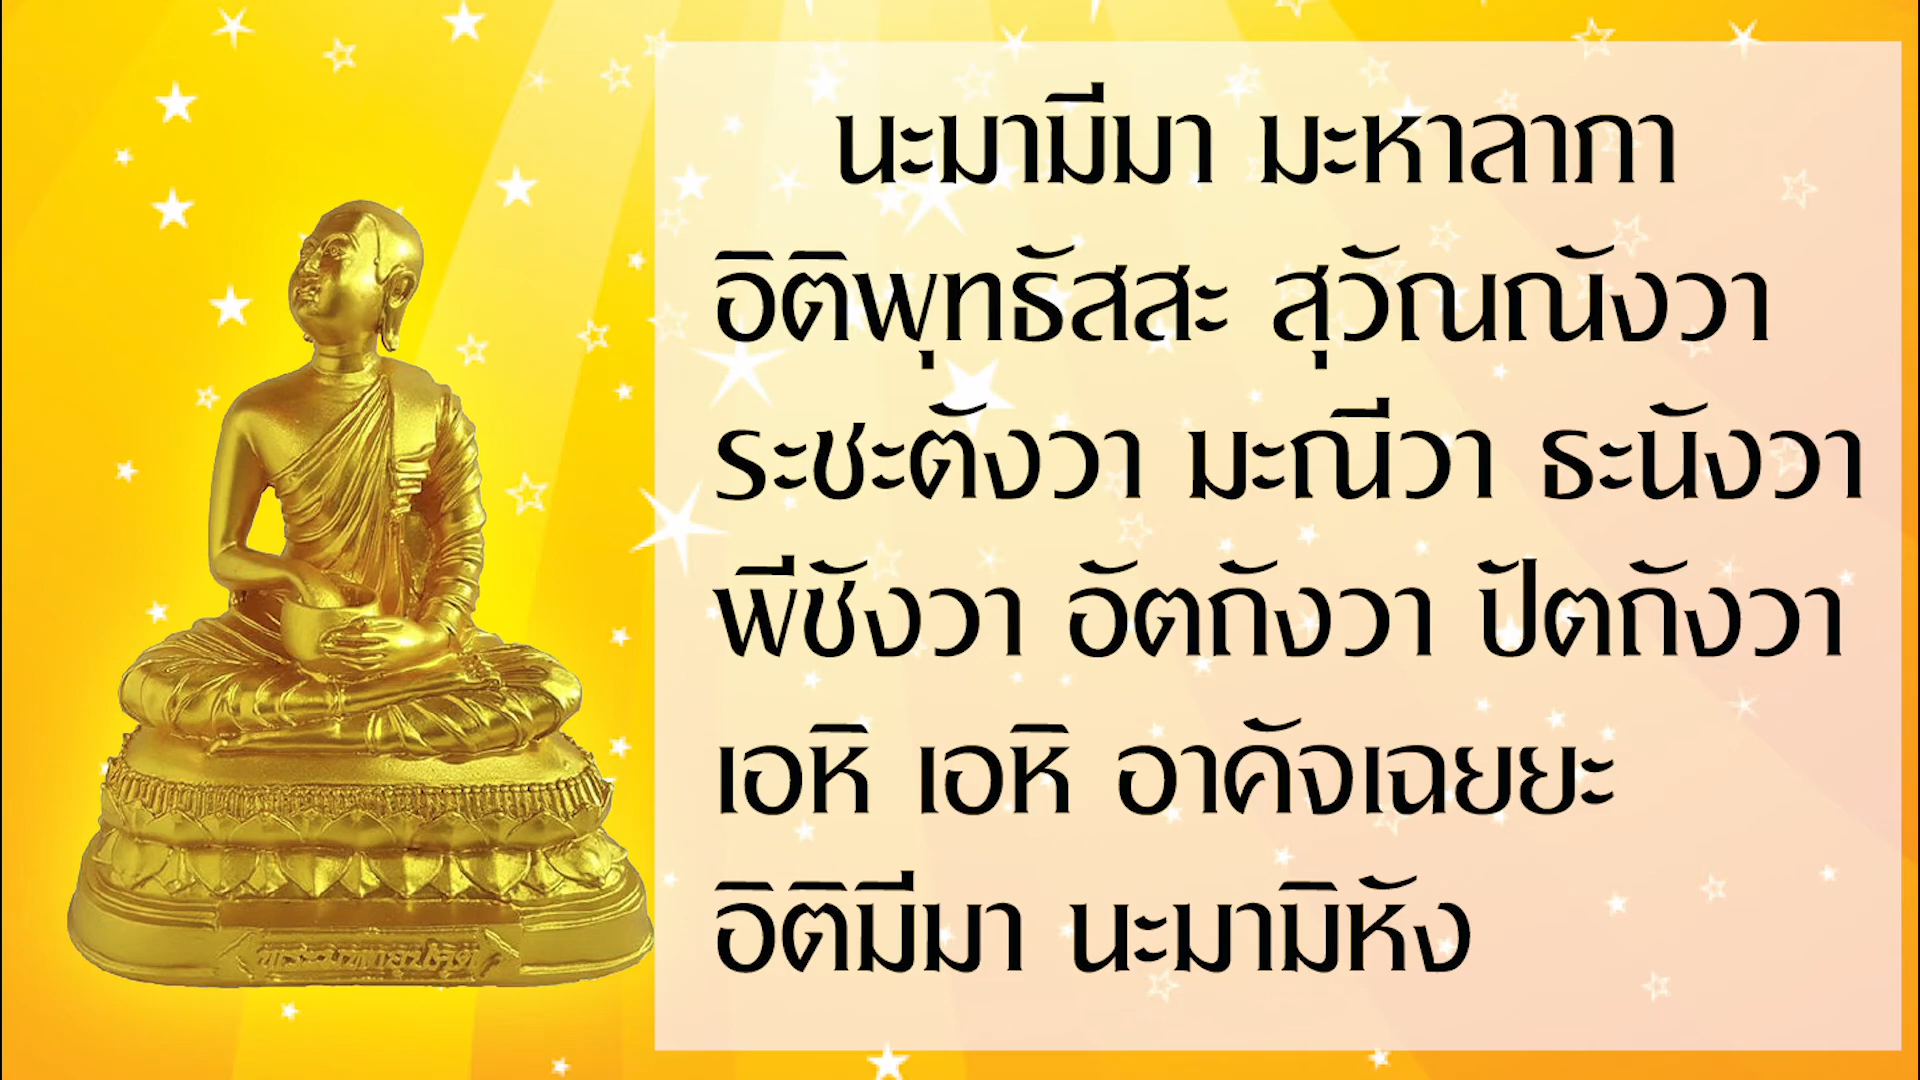 นะมามีมา มะหาลาภา
อิติพุทธัสสะ สุวัณณังวา
ระชะตังวา มะณีวา ธะนังวา
พีชังวา อัตถังวา ปัตถังวา
เอหิ เอหิ อาคัจเฉยยะ
อิติมีมา นะมามิหัง